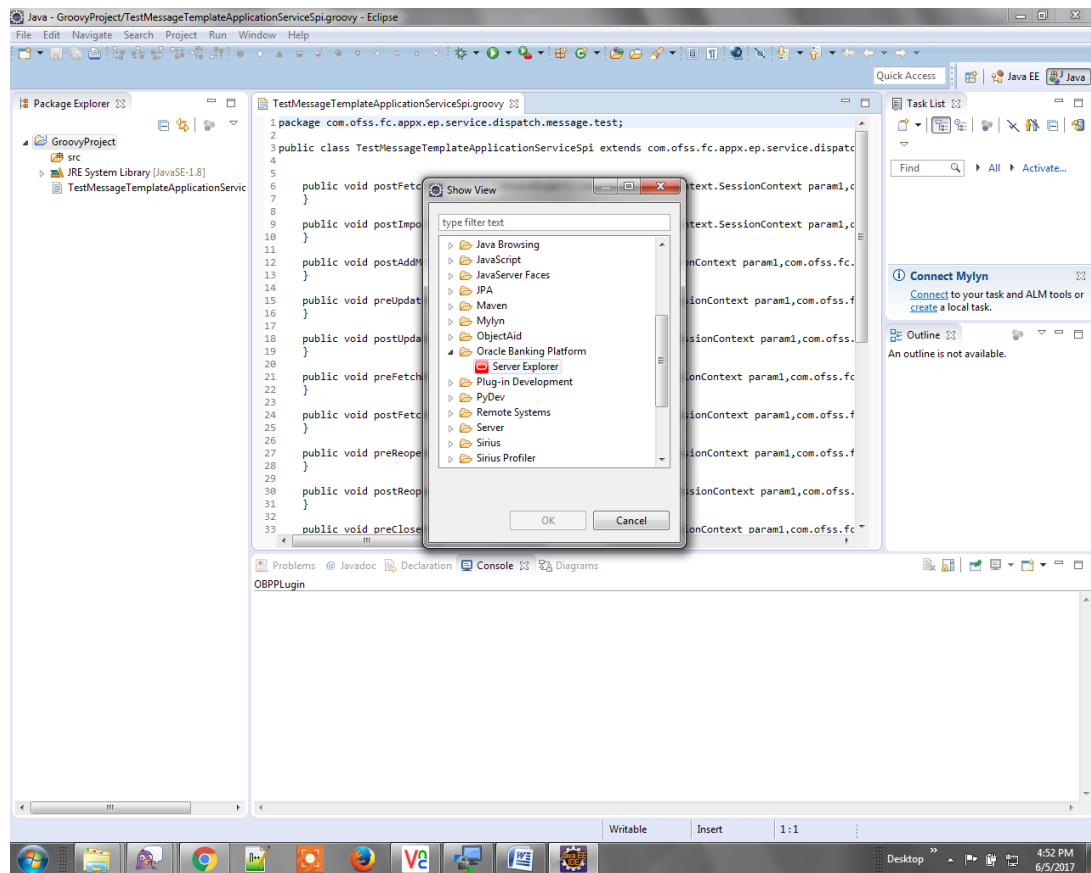 Java - GroovyProject/TestMessageTemplateApplicationServiceSpi.groovy - Eclipse
File Edit Navigate Search Project Run Window Help
Quick Access
Java EE
Java
Package Explorer
GroovyProject
src
JRE System Library [JavaSE-1.8]
TestMessageTemplateApplicationServic
TestMessageTemplateApplicationServiceSpi.groovy
1 package com.ofss.fc.appx.ep.service.dispatch.message.test;
2
3 public class TestMessageTemplateApplicationServiceSpi extends com.ofss.fc.appx.ep.service.dispatc
4
5
6 public void postFetc
text.SessionContext param1,c
7 }
8
9 public void postImpo
text.SessionContext param1,c
10 }
11
12 public void postAddM
nContext param1,com.ofss.fc.
13 }
14
15 public void preUpdat
sionContext param1,com.ofss.f
16 }
17
18 public void postUpda
ssionContext param1,com.ofss.
19 }
20
21 public void preFetch
ionContext param1,com.ofss.fc
22 }
23
24 public void postFetc
sionContext param1,com.ofss.f
25 }
26
27 public void preReope
sionContext param1,com.ofss.f
28 }
29
30 public void postReop
ssionContext param1,com.ofss.
31 }
32
33 public void preClose
onContext param1,com.ofss.fc
Show View
type filter text
Java Browsing
JavaScript
JavaServer Faces
JPA
Maven
Mylyn
ObjectAid
Oracle Banking Platform
Server Explorer
Plug-in Development
PyDev
Remote Systems
Server
Sirius
Sirius Profiler
OK
Cancel
Task List
Find
All
Activate...
Connect Mylyn
Connect to your task and ALM tools or
create a local task.
Outline
An outline is not available.
Problems @ Javadoc Declaration Console Diagrams
OBPPLugin
Writable
Insert
1 : 1
Desktop
4:52 PM
6/5/2017